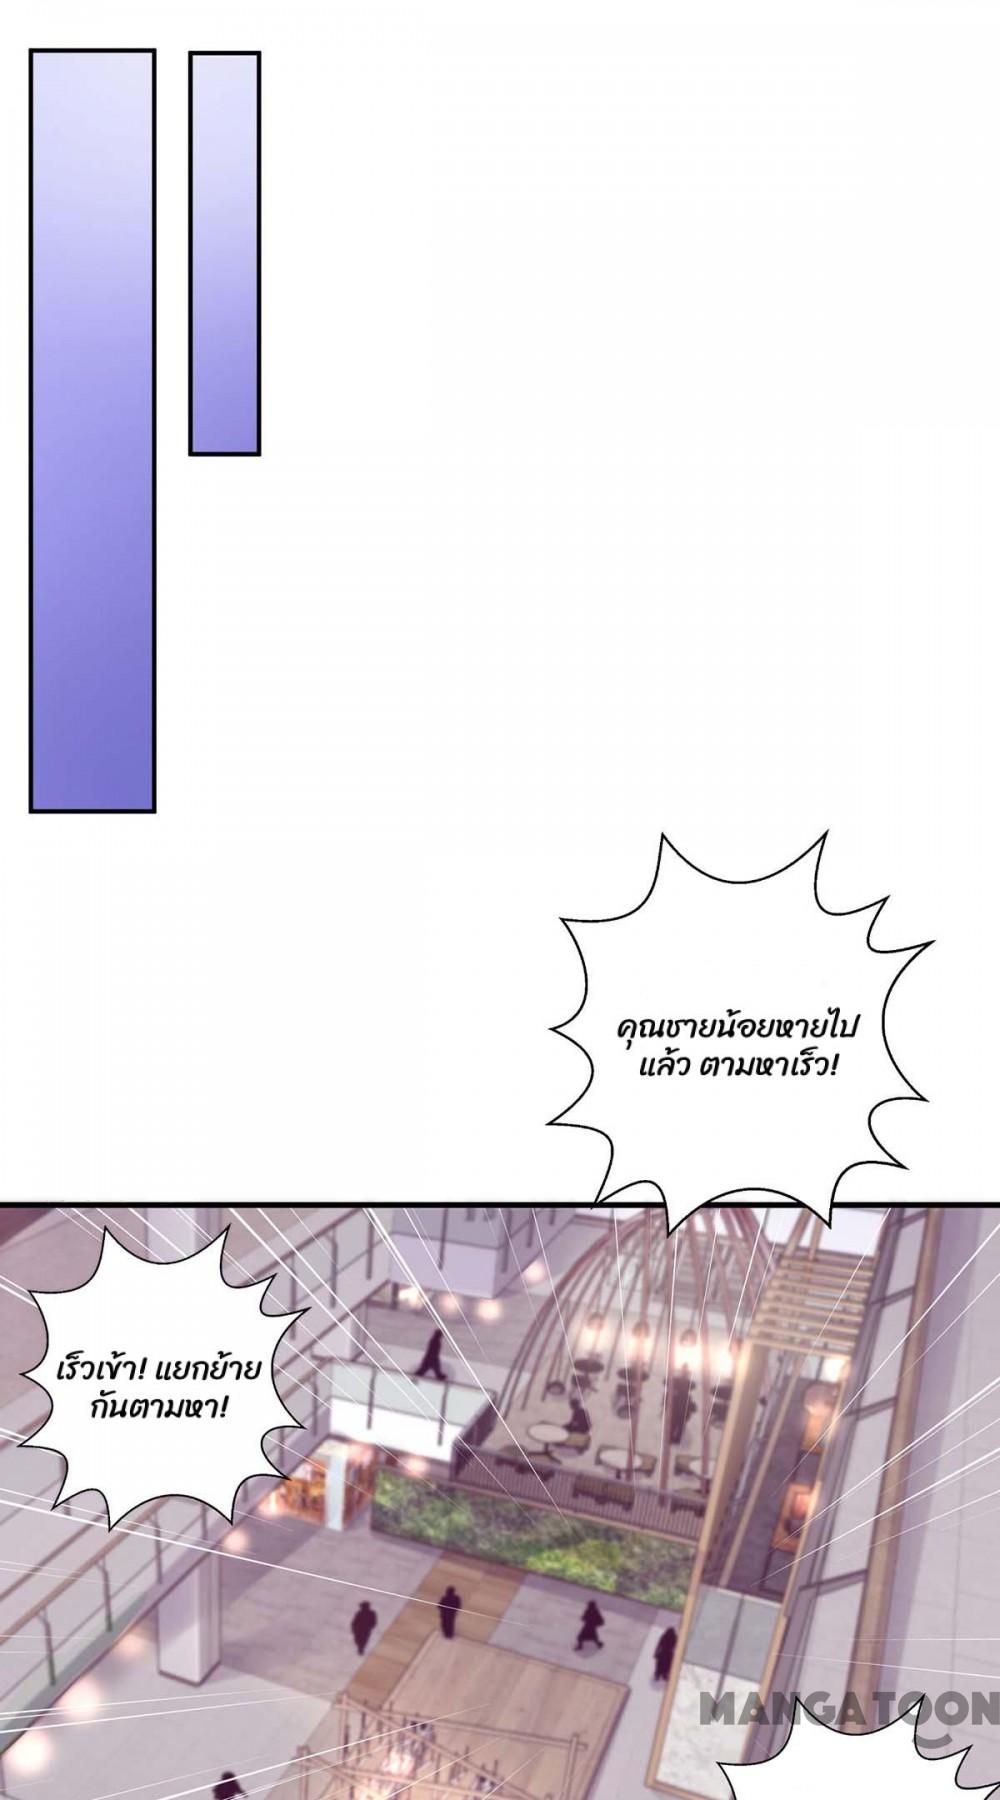 คุณชายน้อยหายไป
แล้ว ตามหาเร็ว!
เร็วเข้า! แยกย้าย
กันตามหา!
MANGATOON